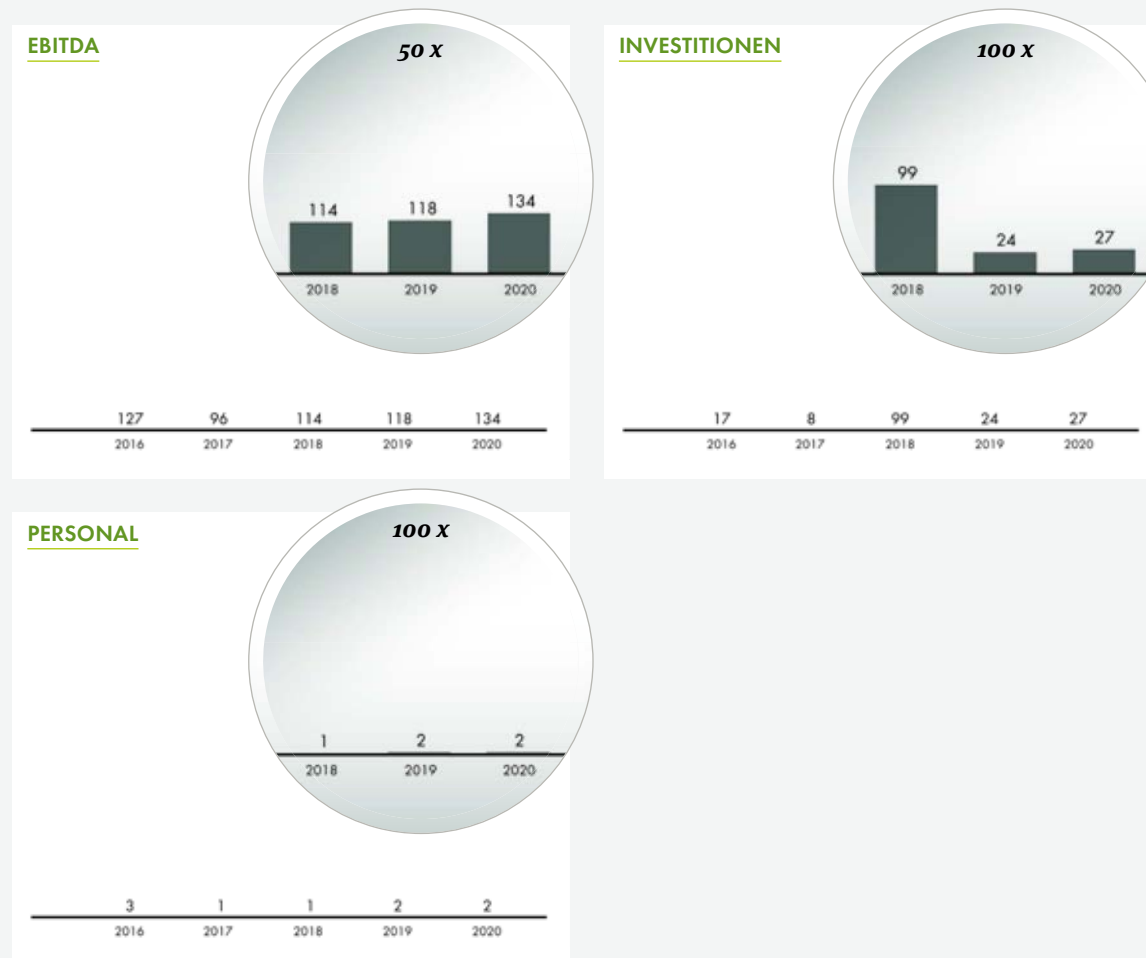 EBITDA
50 x
114 118 134
2018 2019 2020
127 96 114 118 134
2016 2017 2018 2019 2020
INVESTITIONEN
100 x
99 24 27
2018 2019 2020
17 8 99 24 27
2016 2017 2018 2019 2020
PERSONAL
100 x
1 2 2
2018 2019 2020
3 1 1 2 2
2016 2017 2018 2019 2020